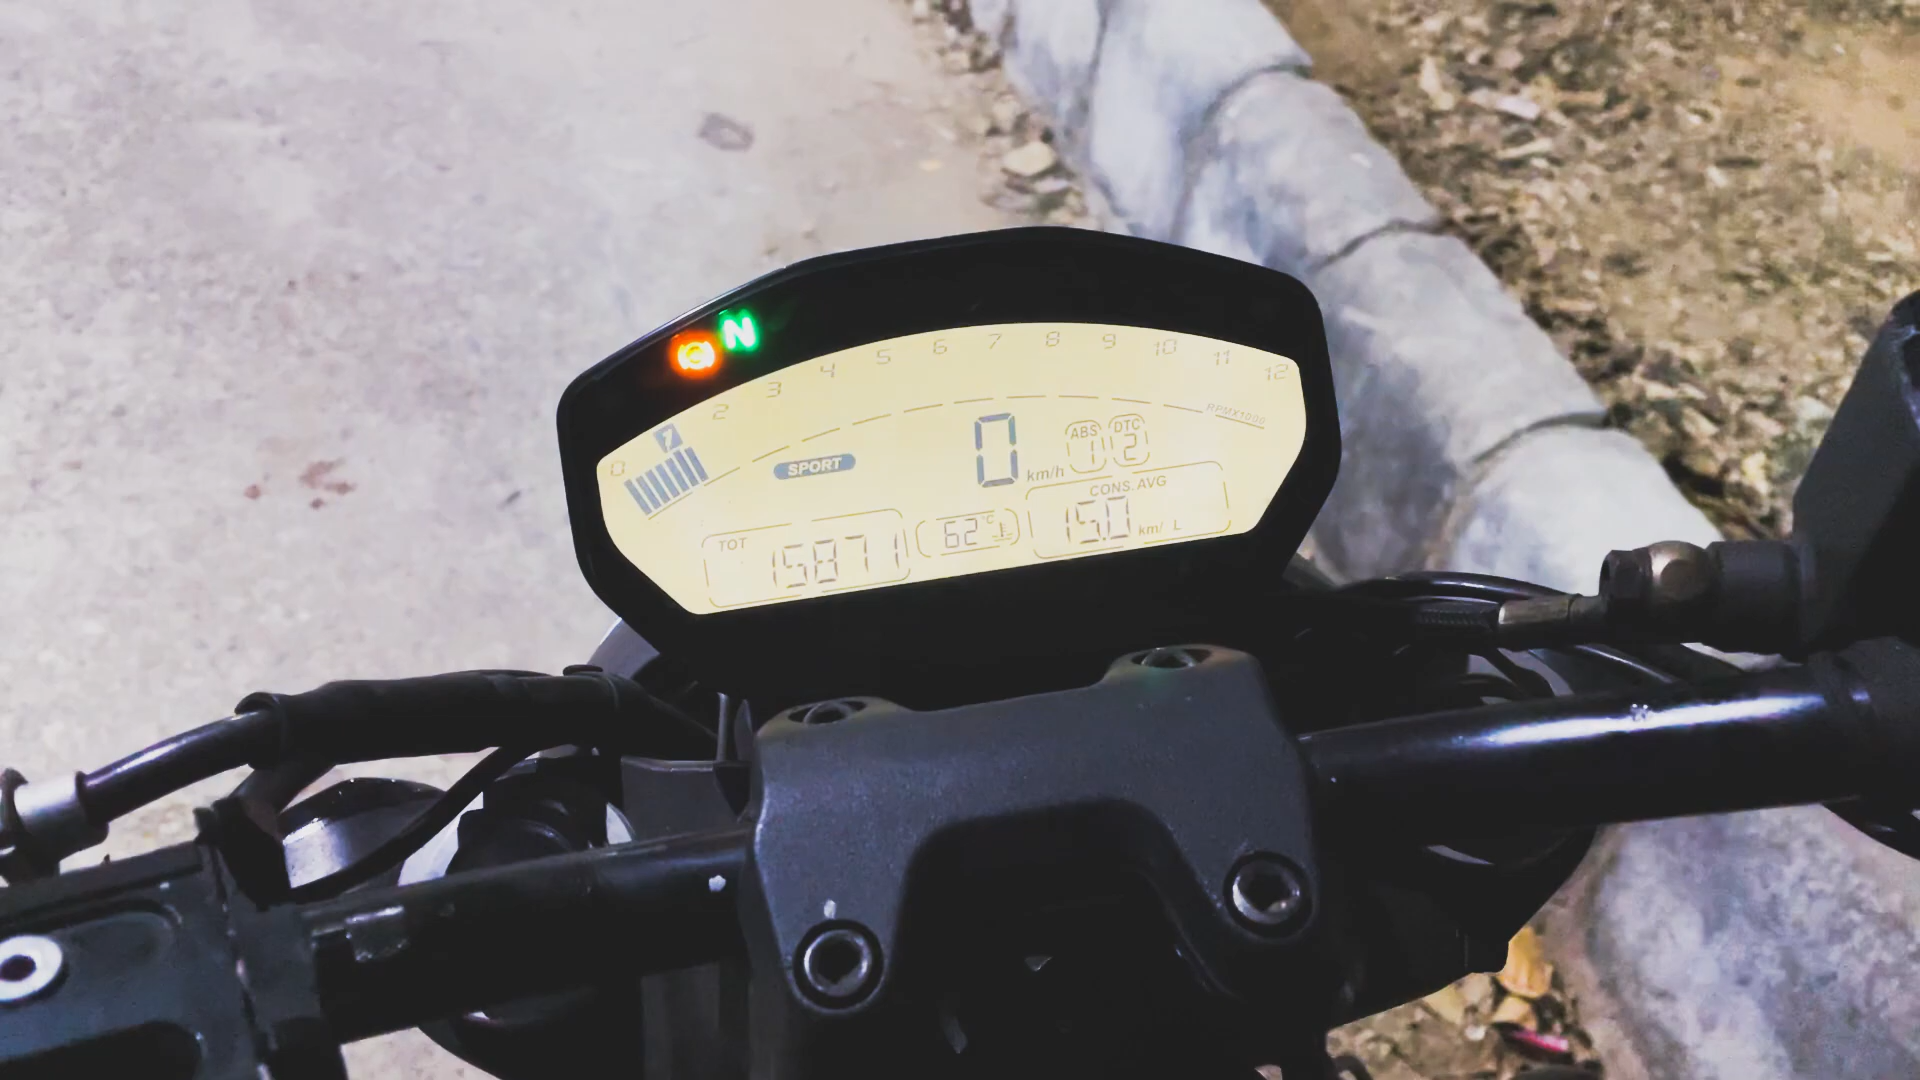 N
0 1 2 3 4 5 6 7 8 9 10 11 12
RPMX1000
SPORT
0 km/h
ABS 1
DTC 2
CONS. AVG
15.0 km/ L
TOT 15871
62 °C